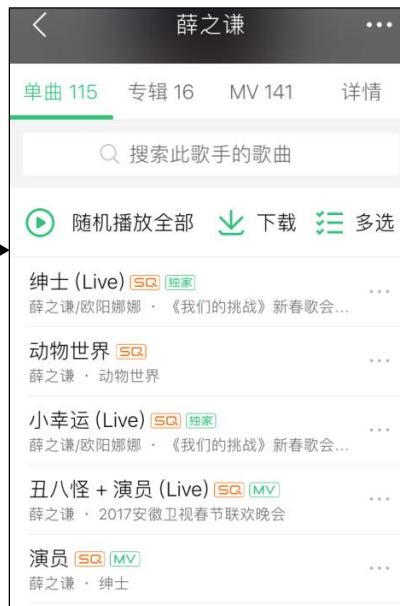 薛之谦
单曲 115 专辑 16 MV 141 详情
搜索此歌手的歌曲
随机播放全部 下载 多选
绅士 (Live) SQ 独家
薛之谦/欧阳娜娜 · 《我们的挑战》新春歌会...
动物世界 SQ
薛之谦 · 动物世界
小幸运 (Live) SQ 独家
薛之谦/欧阳娜娜 · 《我们的挑战》新春歌会...
丑八怪 + 演员 (Live) SQ MV
薛之谦 · 2017安徽卫视春节联欢晚会
演员 SQ MV
薛之谦 · 绅士